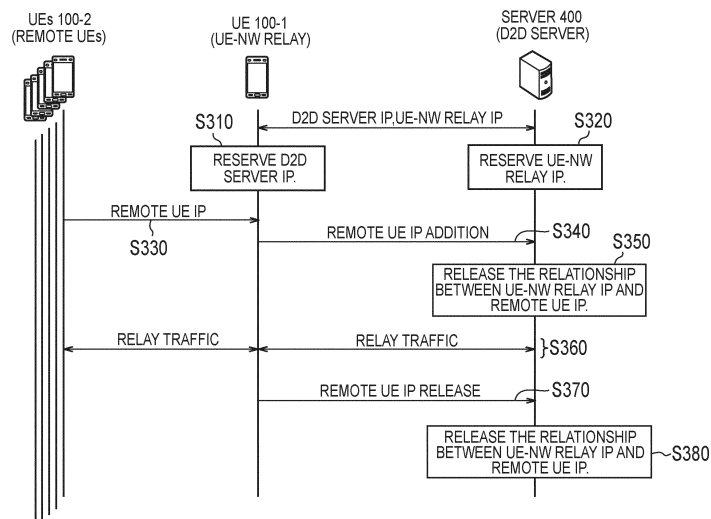 UEs 100-2
(REMOTE UEs)
UE 100-1
(UE-NW RELAY)
SERVER 400
(D2D SERVER)
D2D SERVER IP,UE-NW RELAY IP
S310
RESERVE D2D
SERVER IP.
S320
RESERVE UE-NW
RELAY IP.
REMOTE UE IP
S330
REMOTE UE IP ADDITION
S340
S350
RELEASE THE RELATIONSHIP
BETWEEN UE-NW RELAY IP AND
REMOTE UE IP.
RELAY TRAFFIC
RELAY TRAFFIC
S360
REMOTE UE IP RELEASE
S370
RELEASE THE RELATIONSHIP
BETWEEN UE-NW RELAY IP AND
REMOTE UE IP.
S380